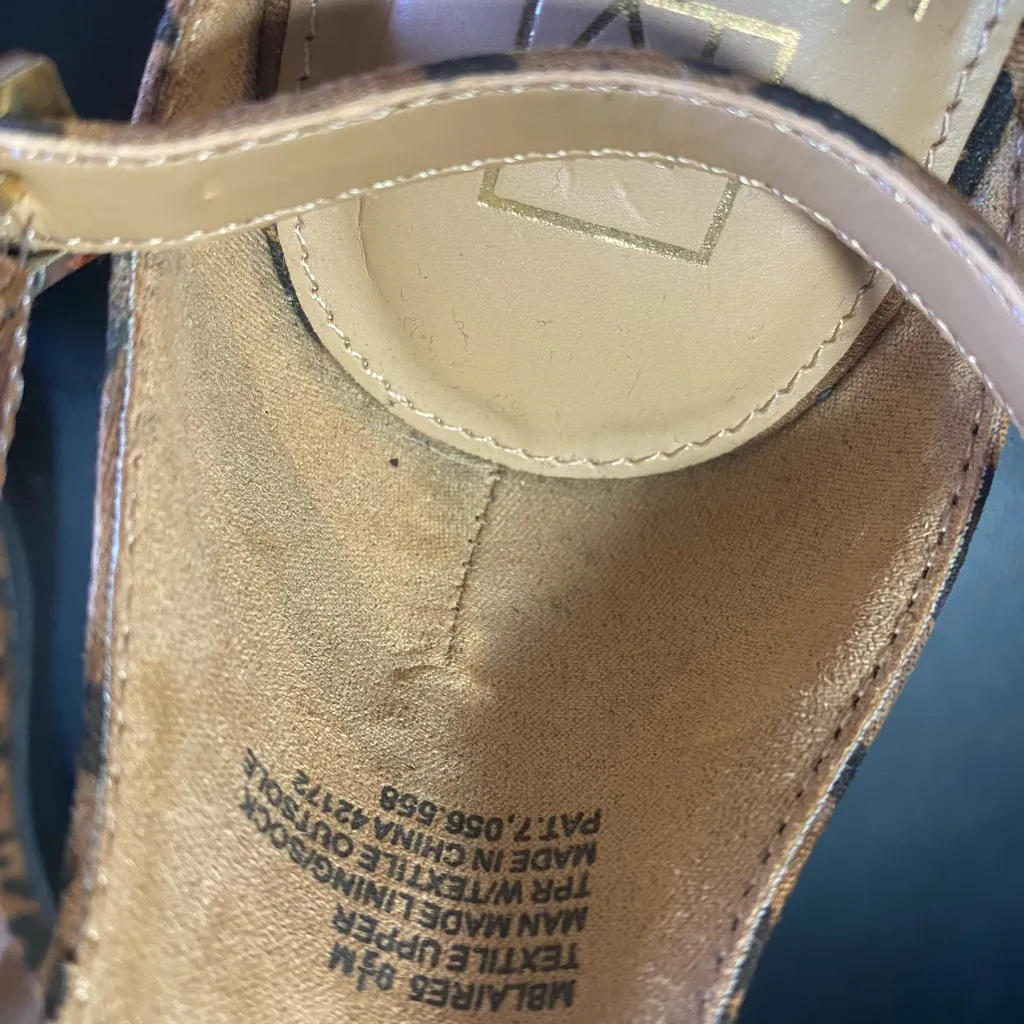 MBLAIRE5 9½M
TEXTILE UPPER
MAN MADE LINING/SOCK
TPR W/TEXTILE OUTSOLE
MADE IN CHINA 42172
PAT.7,056.558